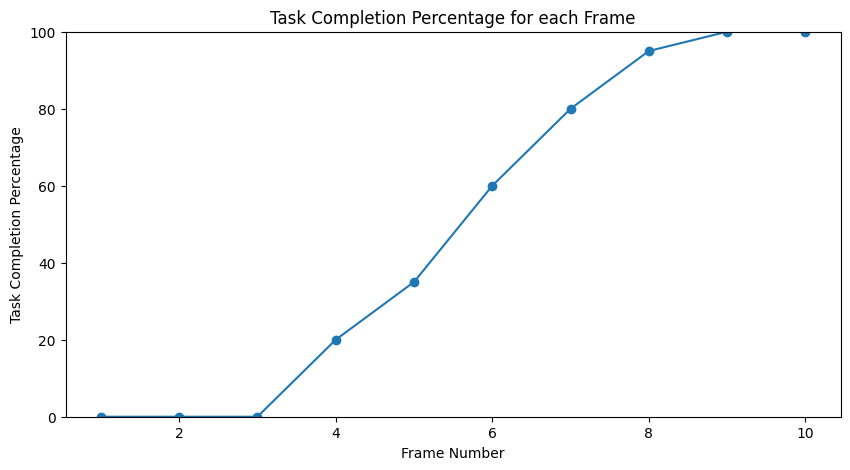 Task Completion Percentage for each Frame
100
80
60
40
20
0
Task Completion Percentage
2 4 6 8 10
Frame Number